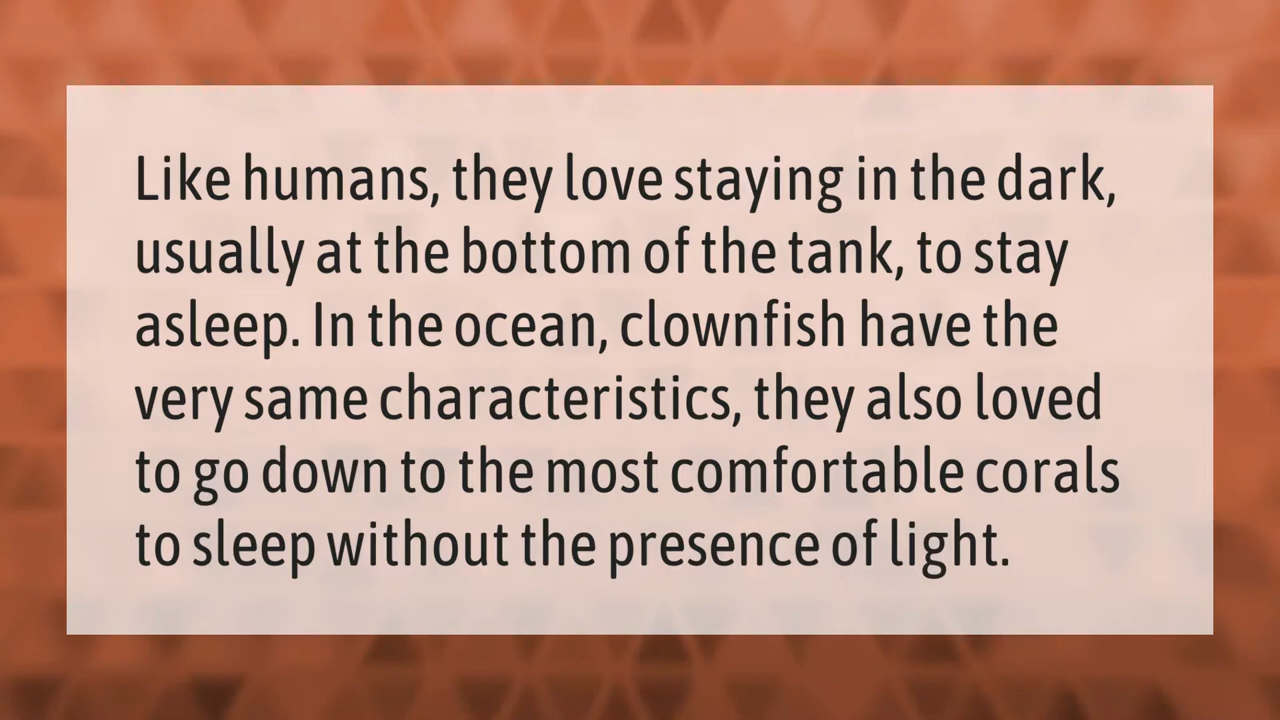 Like humans, they love staying in the dark,
usually at the bottom of the tank, to stay
asleep. In the ocean, clownfish have the
very same characteristics, they also loved
to go down to the most comfortable corals
to sleep without the presence of light.